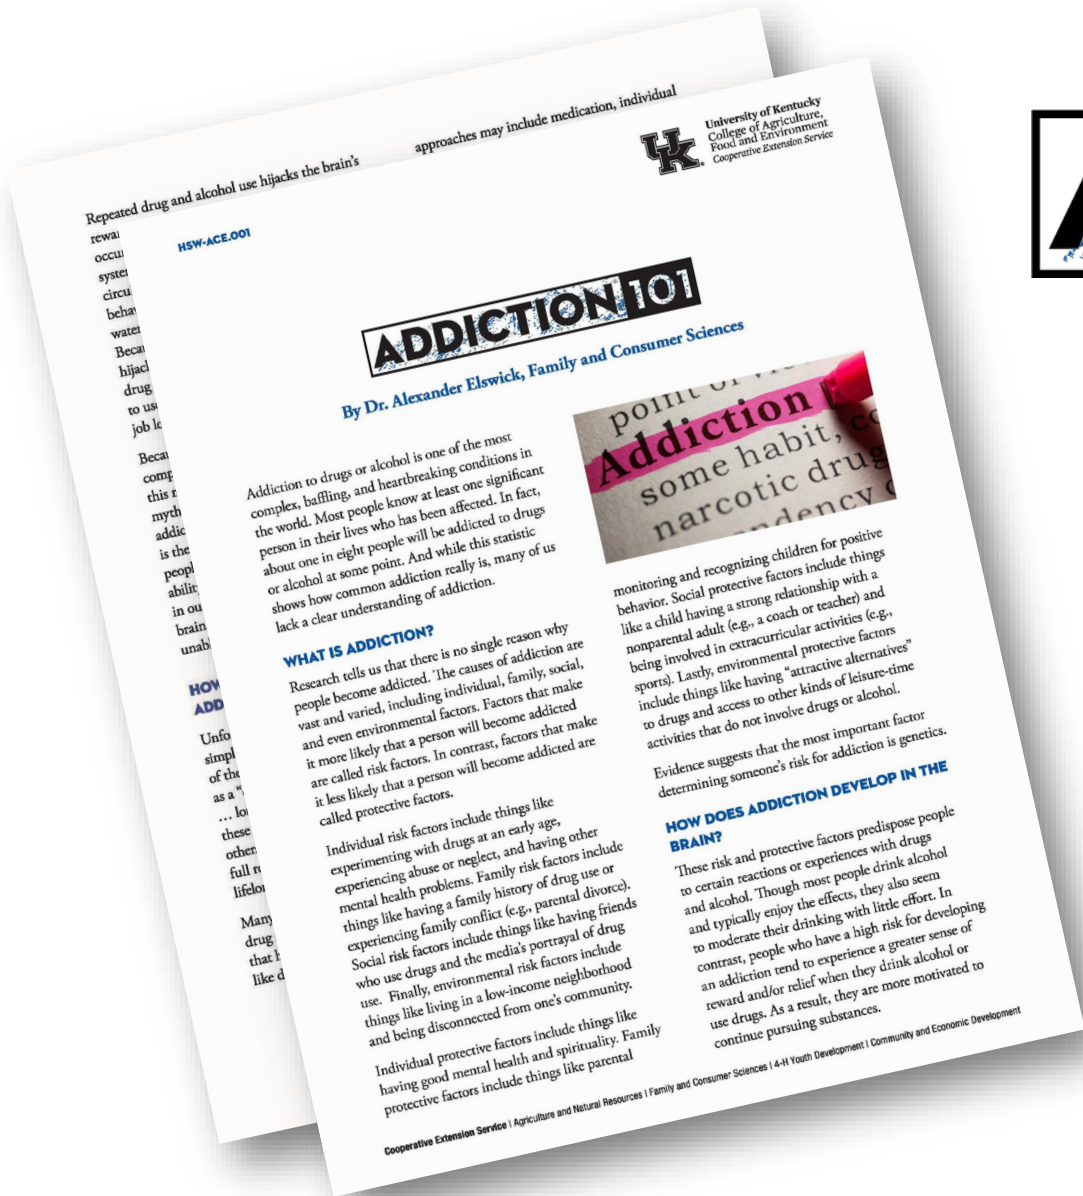 approaches may include medication, individual
Repeated drug and alcohol use hijacks the brain's
system
Many
drug
that
like d
University of Kentucky
College of Agriculture,
Food and Environment
Cooperative Extension Service
UK
HSW-ACE.001
ADDICTION 101
By Dr. Alexander Elswick, Family and Consumer Sciences
Addiction to drugs or alcohol is one of the most
complex, baffling, and heartbreaking conditions in
the world. Most people know at least one significant
person in their lives who has been affected. In fact,
about one in eight people will be addicted to drugs
or alcohol at some point. And while this statistic
shows how common addiction really is, many of us
lack a clear understanding of addiction.
WHAT IS ADDICTION?
Research tells us that there is no single reason why
people become addicted. The causes of addiction are
vast and varied, including individual, family, social,
and even environmental factors. Factors that make
it more likely that a person will become addicted
are called risk factors. In contrast, factors that make
it less likely that a person will become addicted are
called protective factors.
Individual risk factors include things like
experimenting with drugs at an early age,
experiencing abuse or neglect, and having other
mental health problems. Family risk factors include
things like having a family history of drug use or
experiencing family conflict (e.g., parental divorce).
Social risk factors include things like having friends
who use drugs and the media's portrayal of drug
use. Finally, environmental risk factors include
things like living in a low-income neighborhood
and being disconnected from one's community.
Individual protective factors include things like
having good mental health and spirituality. Family
protective factors include things like parental
point of
Addiction
some habit,
narcotic drug
monitoring and recognizing children for positive
behavior. Social protective factors include things
like a child having a strong relationship with a
nonparental adult (e.g., a coach or teacher) and
being involved in extracurricular activities (e.g.,
sports). Lastly, environmental protective factors
include things like having "attractive alternatives"
to drugs and access to other kinds of leisure-time
activities that do not involve drugs or alcohol.
Evidence suggests that the most important factor
determining someone's risk for addiction is genetics.
HOW DOES ADDICTION DEVELOP IN THE
BRAIN?
These risk and protective factors predispose people
to certain reactions or experiences with drugs
and alcohol. Though most people drink alcohol
and typically enjoy the effects, they also seem
to moderate their drinking with little effort. In
contrast, people who have a high risk for developing
an addiction tend to experience a greater sense of
reward and/or relief when they drink alcohol or
use drugs. As a result, they are more motivated to
continue pursuing substances.
Cooperative Extension Service | Agriculture and Natural Resources | Family and Consumer Sciences | 4-H Youth Development | Community and Economic Development